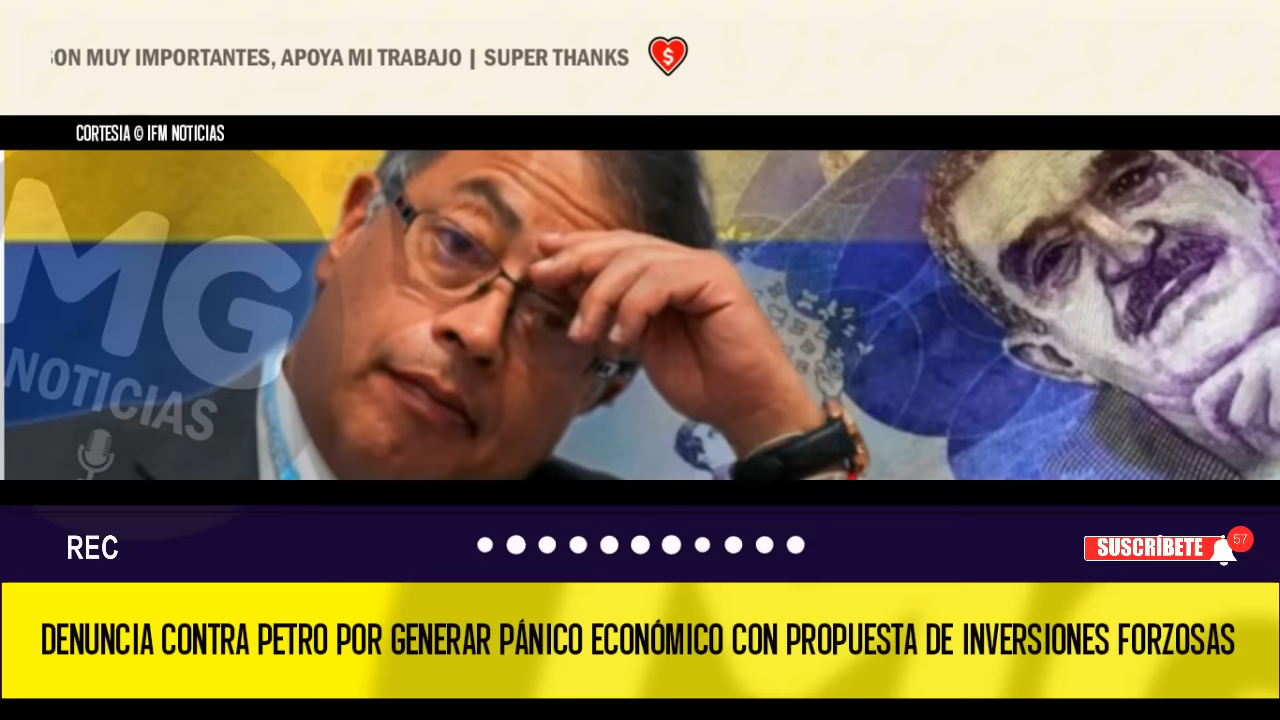 ON MUY IMPORTANTES, APOYA MI TRABAJO | SUPER THANKS $
CORTESIA © IFM NOTICIAS
MG
NOTICIAS
REC
SUSCRÍBETE 57
DENUNCIA CONTRA PETRO POR GENERAR PÁNICO ECONÓMICO CON PROPUESTA DE INVERSIONES FORZOSAS